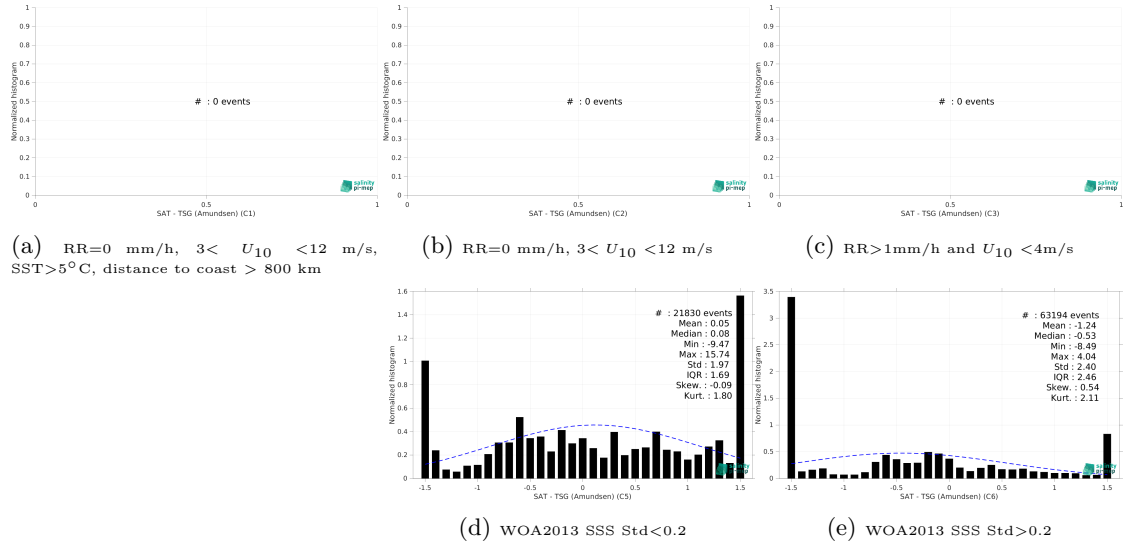 1
0.9
0.8
0.7
0.6
0.5
0.4
0.3
0.2
0.1
0
Normalized histogram
# : 0 events
salinity
pi-mep
0 0.5 1
SAT - TSG (Amundsen) (C1)
1
0.9
0.8
0.7
0.6
0.5
0.4
0.3
0.2
0.1
0
Normalized histogram
# : 0 events
salinity
pi-mep
0 0.5 1
SAT - TSG (Amundsen) (C2)
1
0.9
0.8
0.7
0.6
0.5
0.4
0.3
0.2
0.1
0
Normalized histogram
# : 0 events
salinity
pi-mep
0 0.5 1
SAT - TSG (Amundsen) (C3)
(a) RR=0 mm/h, 3< U10 <12 m/s,
SST>5°C, distance to coast > 800 km
(b) RR=0 mm/h, 3< U10 <12 m/s
(c) RR>1mm/h and U10 <4m/s
1.6
1.4
1.2
1
0.8
0.6
0.4
0.2
0
Normalized histogram
# : 21830 events
Mean : 0.05
Median : 0.08
Min : -9.47
Max : 15.74
Std : 1.97
IQR : 1.69
Skew. : -0.09
Kurt. : 1.80
salinity
pi-mep
-1.5 -1 -0.5 0 0.5 1 1.5
SAT - TSG (Amundsen) (C5)
3.5
3
2.5
2
1.5
1
0.5
0
Normalized histogram
# : 63194 events
Mean : -1.24
Median : -0.53
Min : -8.49
Max : 4.04
Std : 2.40
IQR : 2.46
Skew. : 0.54
Kurt. : 2.11
salinity
pi-mep
-1.5 -1 -0.5 0 0.5 1 1.5
SAT - TSG (Amundsen) (C6)
(d) WOA2013 SSS Std<0.2
(e) WOA2013 SSS Std>0.2